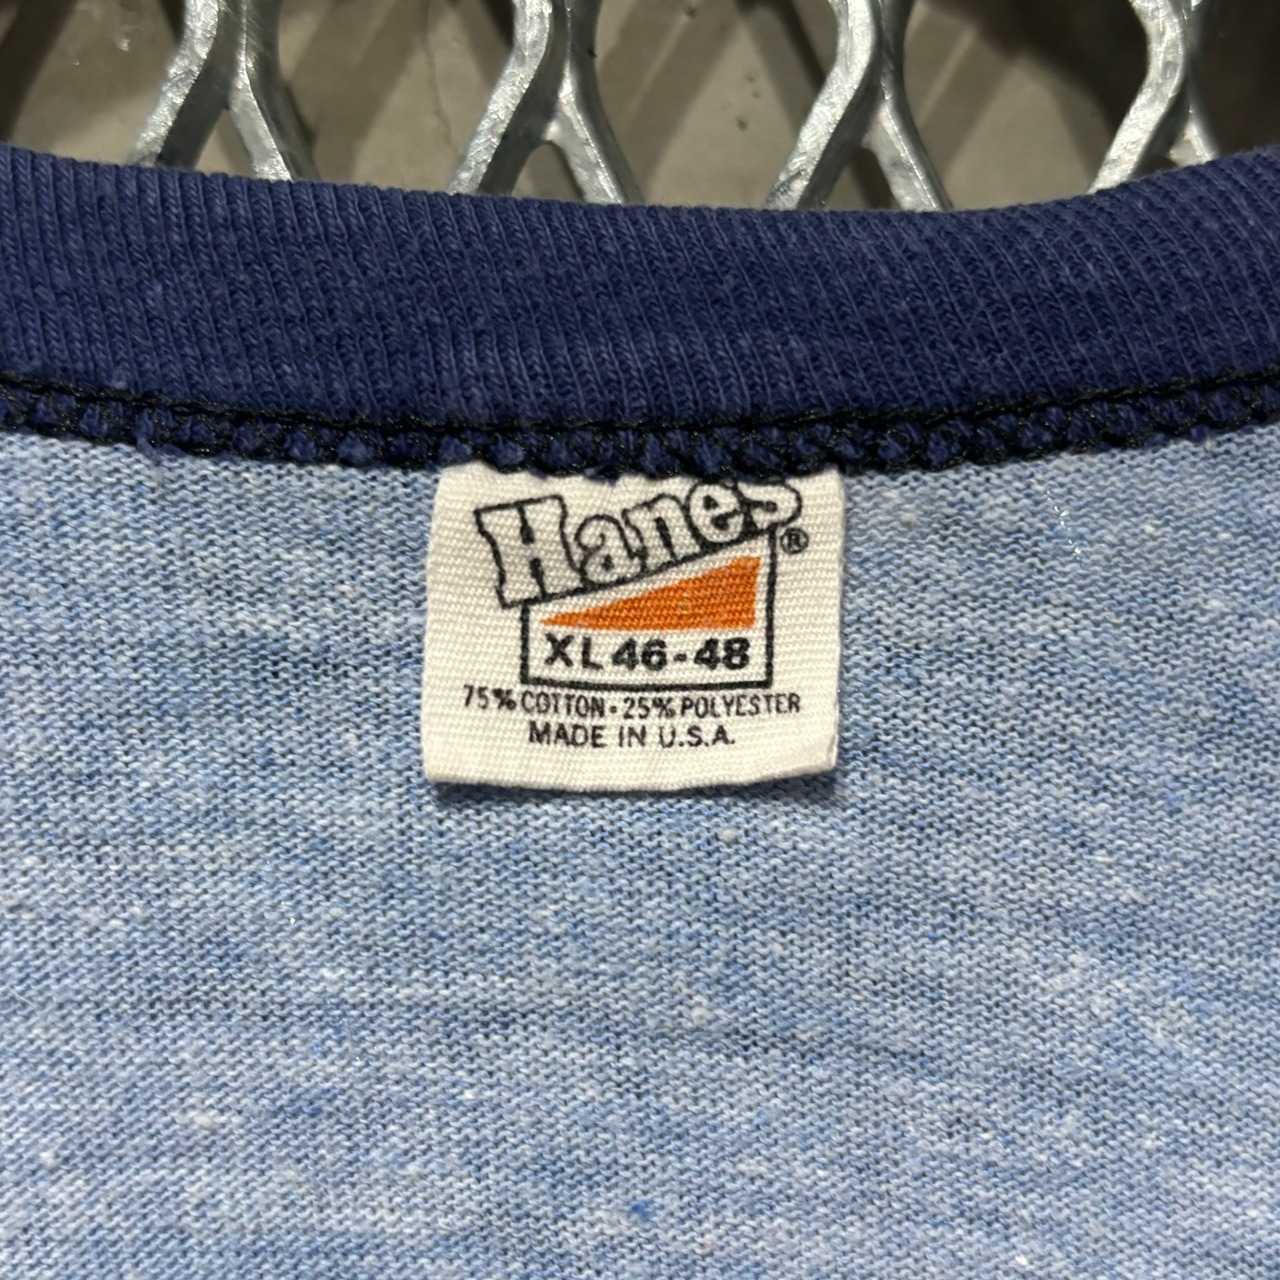 Hanes®
XL 46-48
75% COTTON·25% POLYESTER
MADE IN U.S.A.